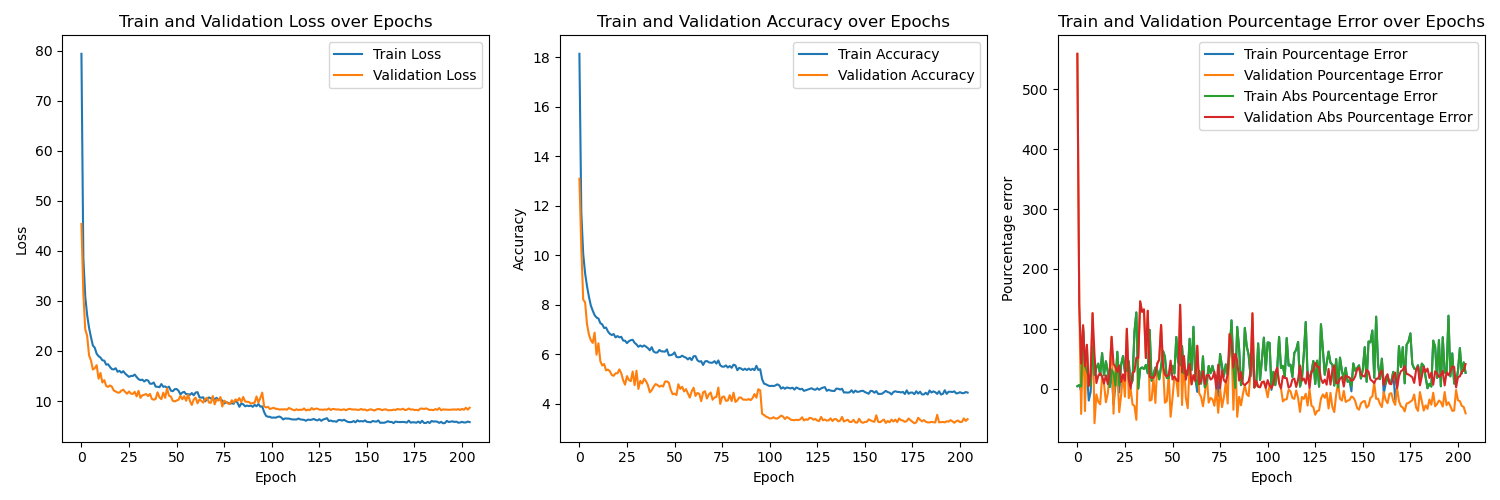 Train and Validation Loss over Epochs
Train Loss
Validation Loss
80
70
60
50
40
30
20
10
Loss
0 25 50 75 100 125 150 175 200
Epoch
Train and Validation Accuracy over Epochs
Train Accuracy
Validation Accuracy
18
16
14
12
10
8
6
4
Accuracy
0 25 50 75 100 125 150 175 200
Epoch
Train and Validation Pourcentage Error over Epochs
Train Pourcentage Error
Validation Pourcentage Error
Train Abs Pourcentage Error
Validation Abs Pourcentage Error
500
400
300
200
100
0
Pourcentage error
0 25 50 75 100 125 150 175 200
Epoch